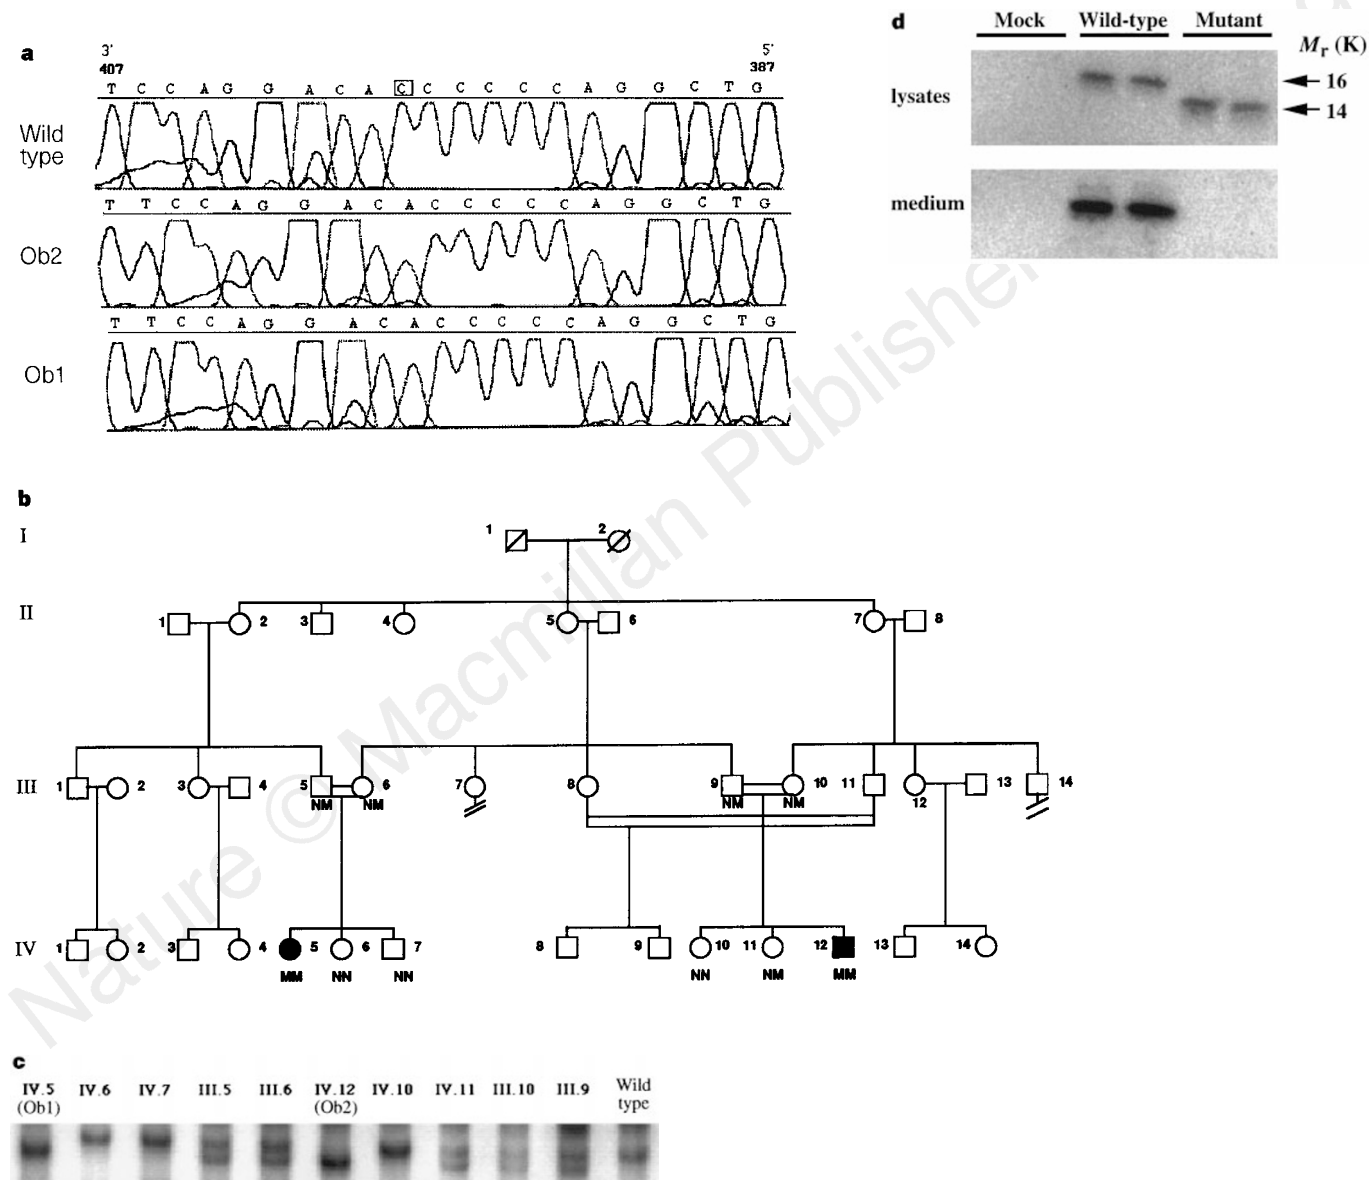 a
3' 5'
407 387
T C C A G G A C A C C C C C C A G G C T G
Wild
type
T T C C A G G A C A C C C C C A G G C T G
Ob2
T T C C A G G A C A C C C C C A G G C T G
Ob1
d
Mock Wild-type Mutant
Mr (K)
lysates
16
14
medium
b
I
1 2
II
1 2 3 4 5 6 7 8
III
1 2 3 4 5 6 7 8 9 10 11 12 13 14
NM NM NM NM
IV
1 2 3 4 5 6 7 8 9 10 11 12 13 14
MM NN NN NN NM MM
c
IV.5 IV.6 IV.7 III.5 III.6 IV.12 IV.10 IV.11 III.10 III.9 Wild
(Ob1) (Ob2) type
Nature © Macmillan Publisher